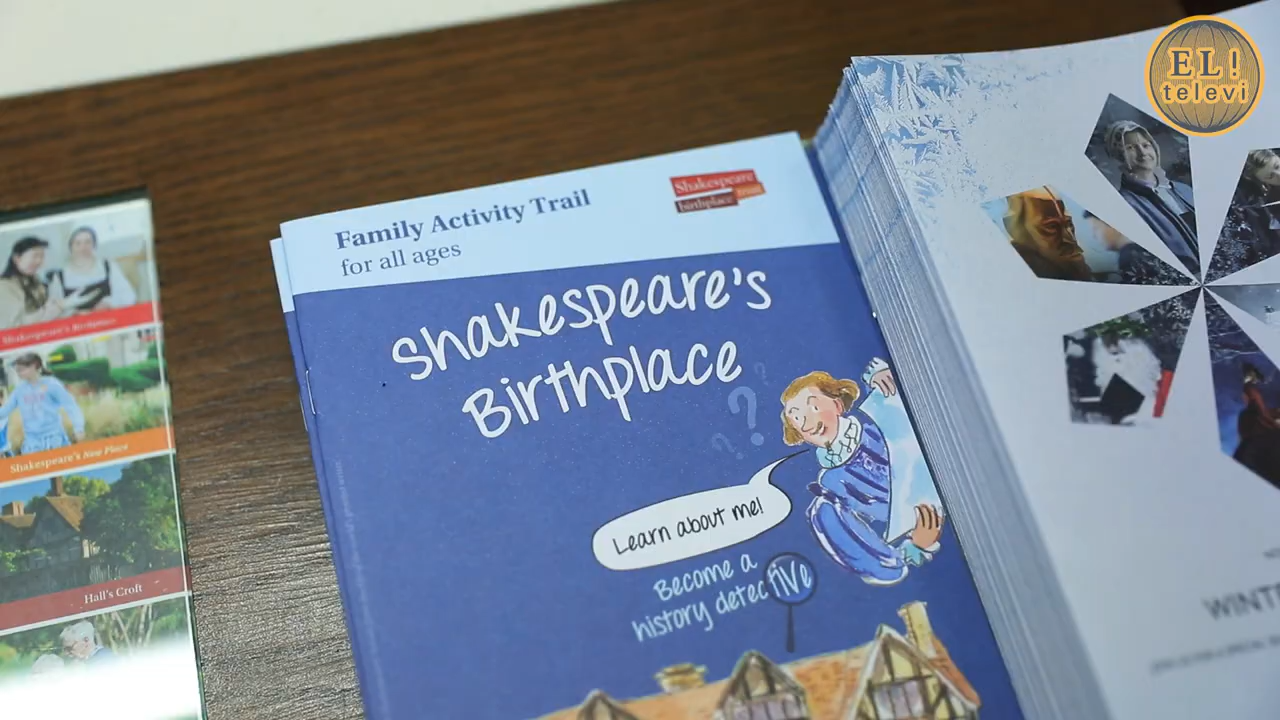 EL!
televi
Family Activity Trail
for all ages
Shakespeare
birthplace trust
Shakespeare's
Birthplace
? ?
Learn about me!
Become a
history detective
Shakespeare's Birthplace
Shakespeare's New Place
Hall's Croft